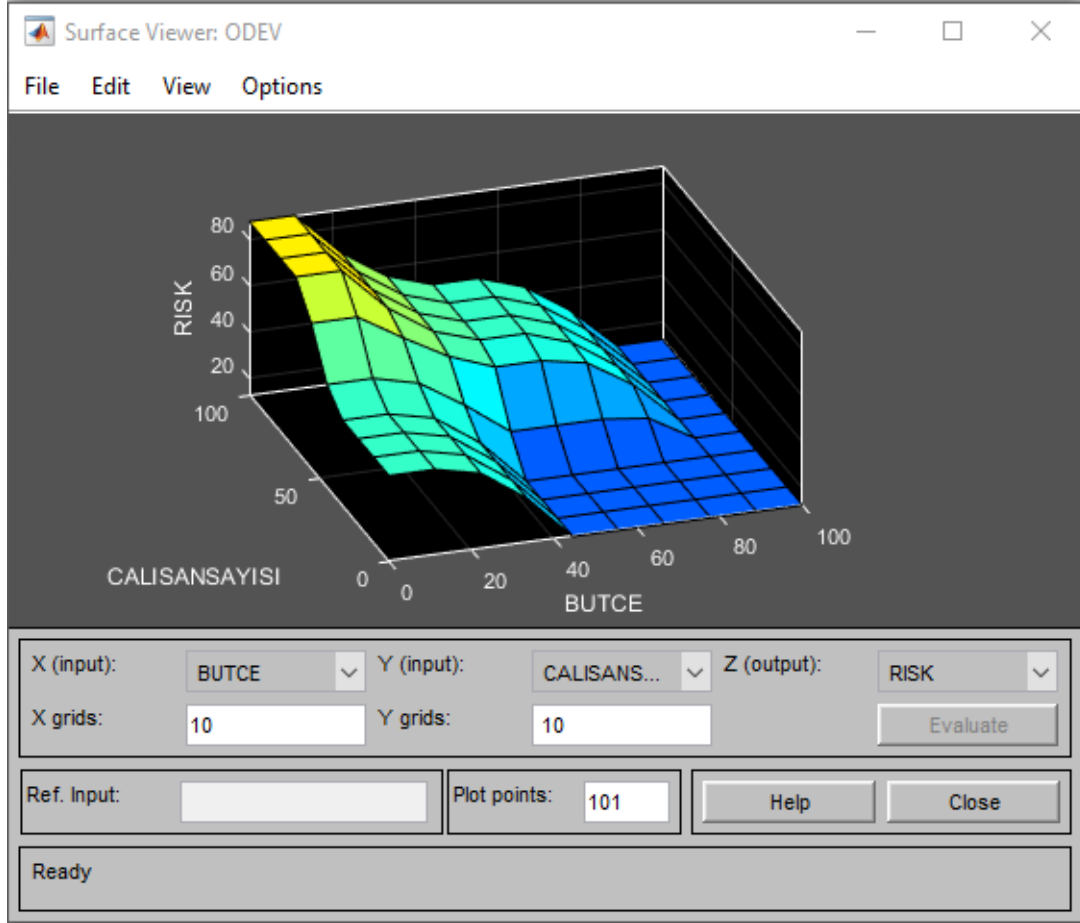 Surface Viewer: ODEV
File Edit View Options
80
60
40
20
RISK
100
50
0
CALISANSAYISI
0
20
40
60
80
100
BUTCE
X (input): BUTCE Y (input): CALISANS... Z (output): RISK
X grids: 10 Y grids: 10 Evaluate
Ref. Input: Plot points: 101 Help Close
Ready